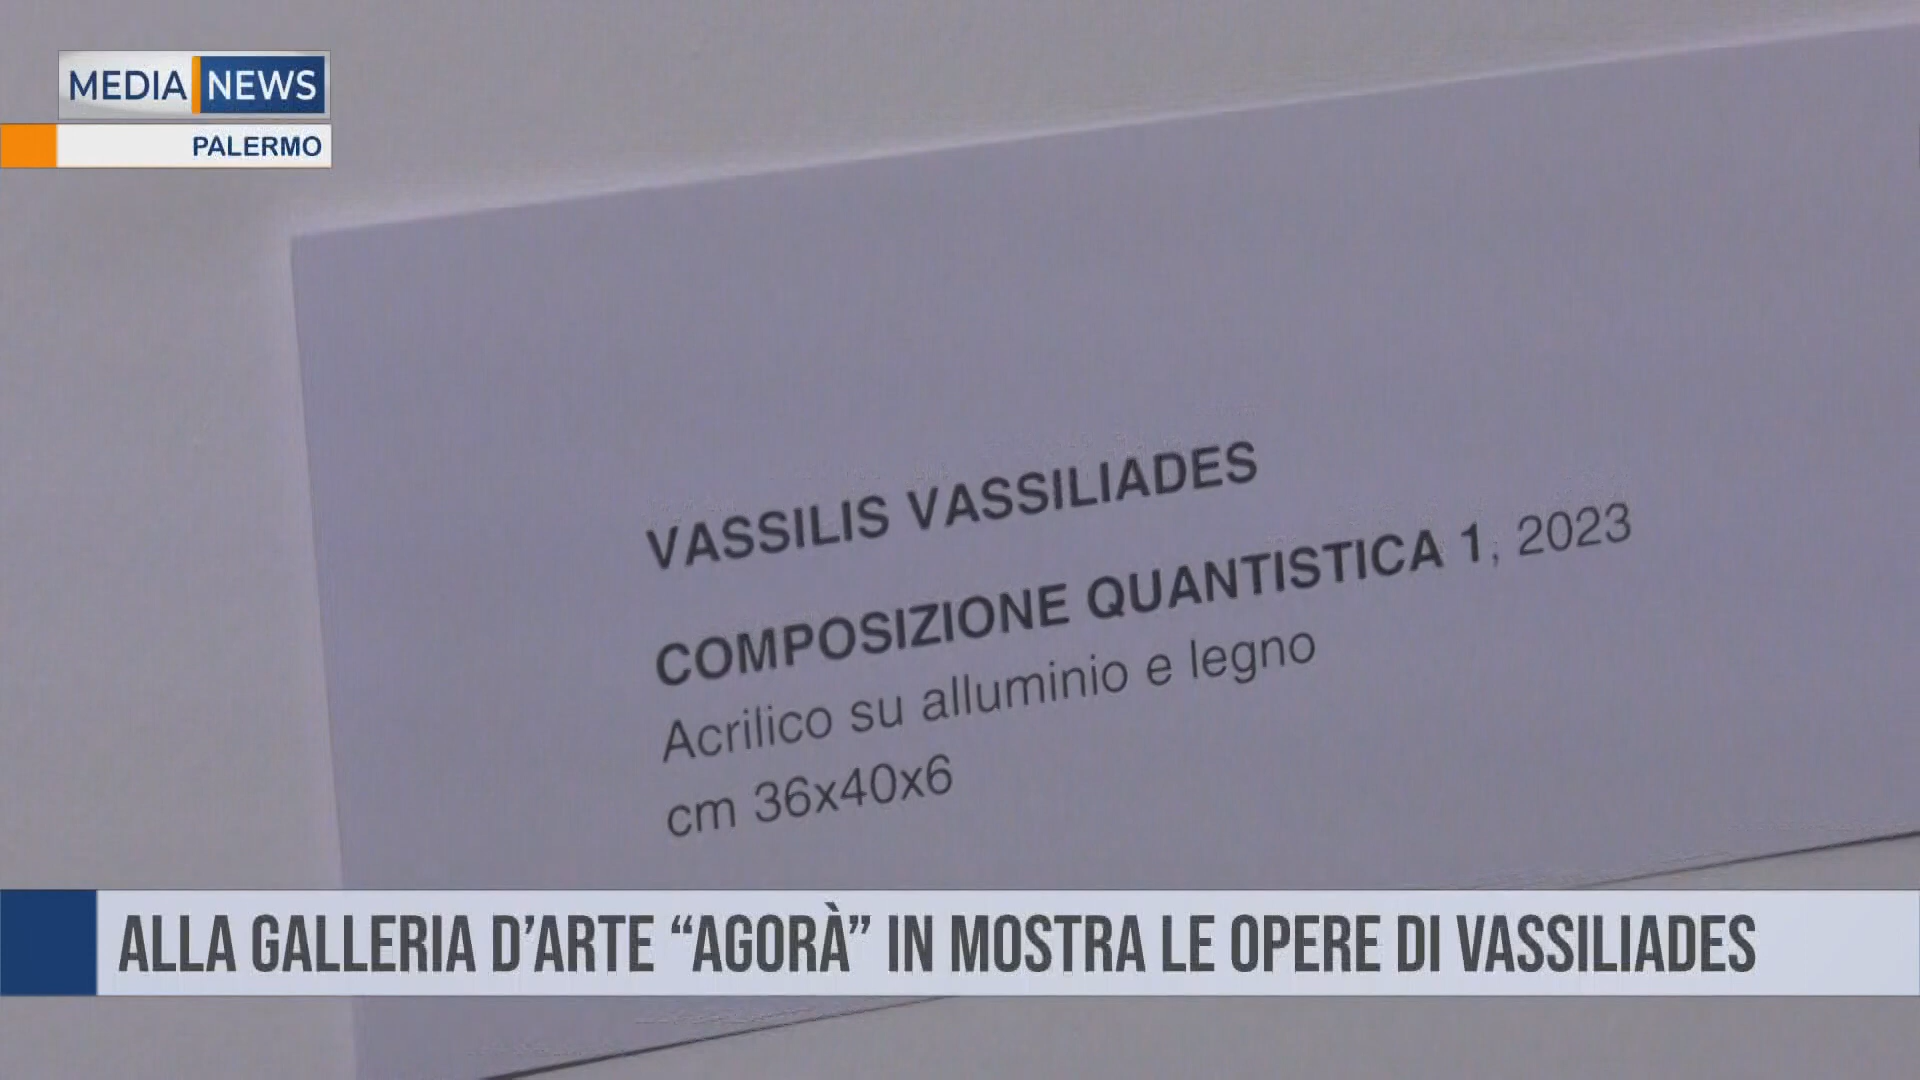 MEDIA NEWS
PALERMO
VASSILIS VASSILIADES
COMPOSIZIONE QUANTISTICA 1, 2023
Acrilico su alluminio e legno
cm 36x40x6
ALLA GALLERIA D’ARTE “AGORÀ” IN MOSTRA LE OPERE DI VASSILIADES